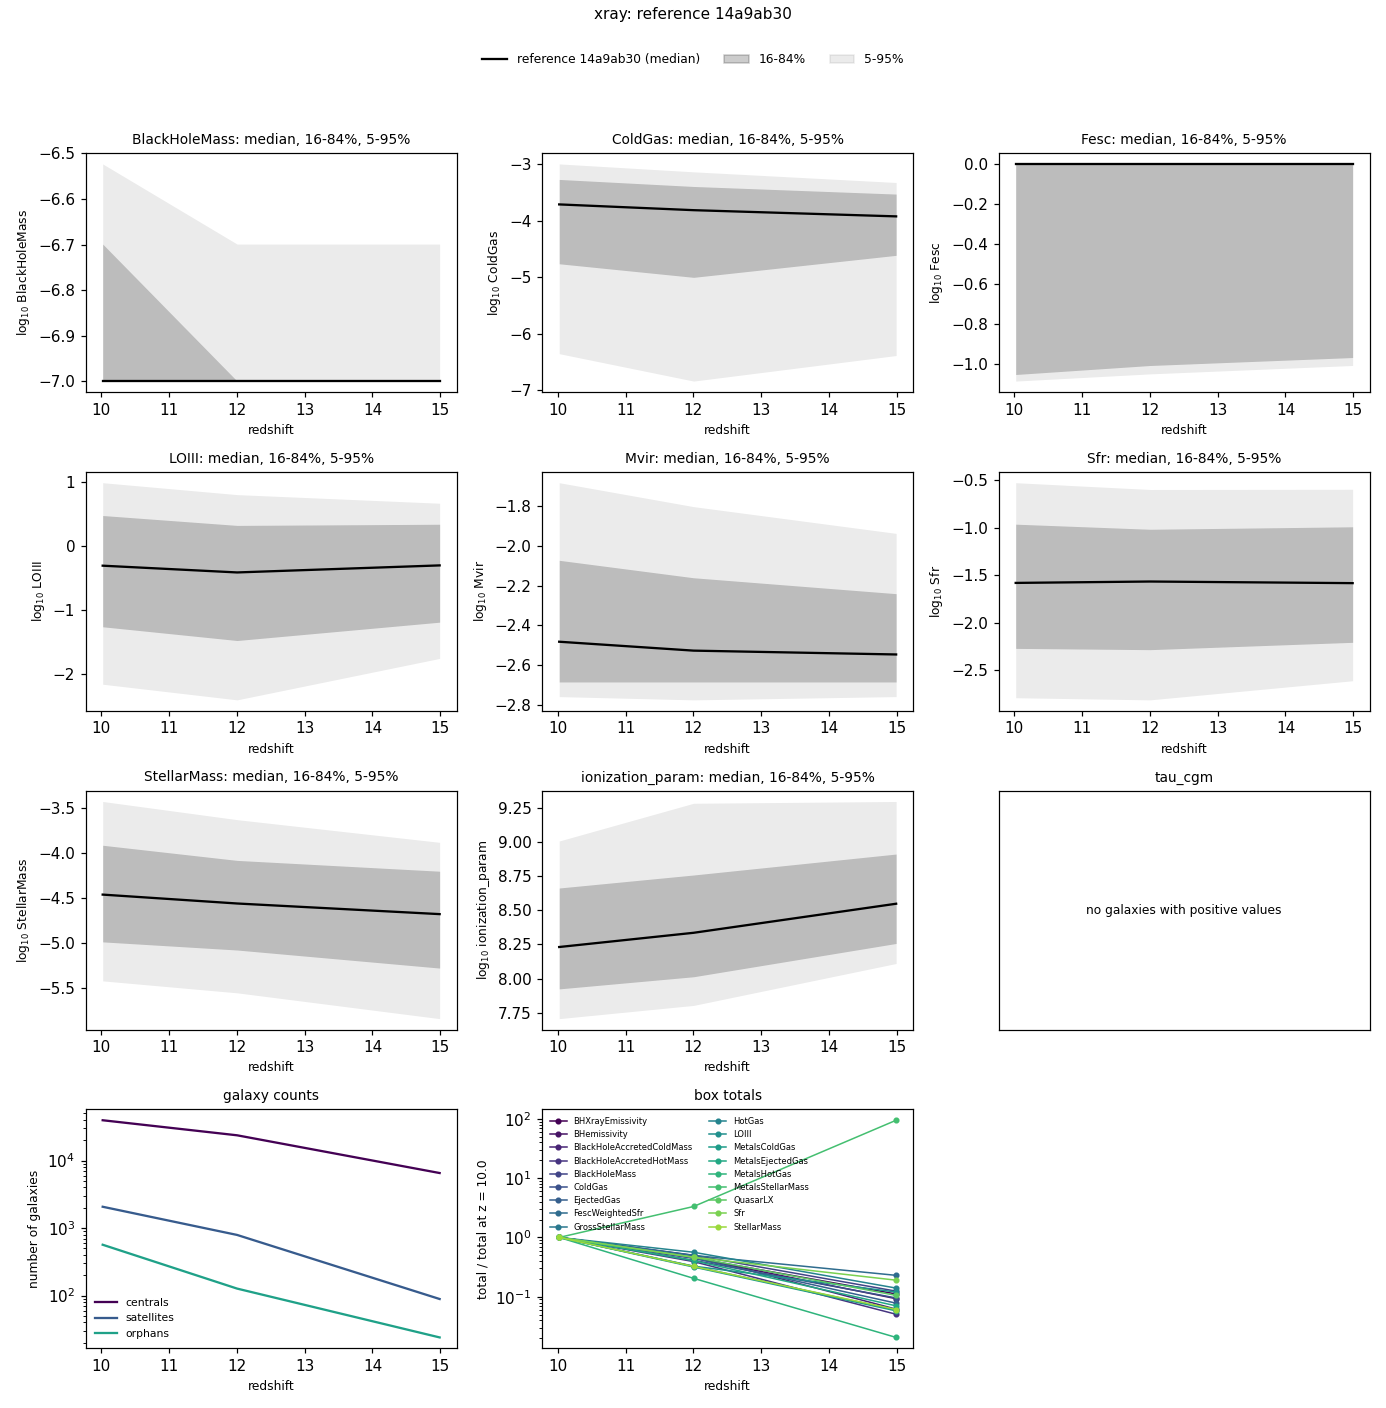 xray: reference 14a9ab30
reference 14a9ab30 (median) 16-84% 5-95%
BlackHoleMass: median, 16-84%, 5-95%
log10 BlackHoleMass
−6.5
−6.6
−6.7
−6.8
−6.9
−7.0
10 11 12 13 14 15
redshift
ColdGas: median, 16-84%, 5-95%
log10 ColdGas
−3
−4
−5
−6
−7
10 11 12 13 14 15
redshift
Fesc: median, 16-84%, 5-95%
log10 Fesc
0.0
−0.2
−0.4
−0.6
−0.8
−1.0
10 11 12 13 14 15
redshift
LOIII: median, 16-84%, 5-95%
log10 LOIII
1
0
−1
−2
10 11 12 13 14 15
redshift
Mvir: median, 16-84%, 5-95%
log10 Mvir
−1.8
−2.0
−2.2
−2.4
−2.6
−2.8
10 11 12 13 14 15
redshift
Sfr: median, 16-84%, 5-95%
log10 Sfr
−0.5
−1.0
−1.5
−2.0
−2.5
10 11 12 13 14 15
redshift
StellarMass: median, 16-84%, 5-95%
log10 StellarMass
−3.5
−4.0
−4.5
−5.0
−5.5
10 11 12 13 14 15
redshift
ionization_param: median, 16-84%, 5-95%
log10 ionization_param
9.25
9.00
8.75
8.50
8.25
8.00
7.75
10 11 12 13 14 15
redshift
tau_cgm
no galaxies with positive values
galaxy counts
number of galaxies
10^4
10^3
10^2
centrals
satellites
orphans
10 11 12 13 14 15
redshift
box totals
total / total at z = 10.0
10^2
10^1
10^0
10^−1
BHXrayEmissivity
BHemissivity
BlackHoleAccretedColdMass
BlackHoleAccretedHotMass
BlackHoleMass
ColdGas
EjectedGas
FescWeightedSfr
GrossStellarMass
HotGas
LOIII
MetalsColdGas
MetalsEjectedGas
MetalsHotGas
MetalsStellarMass
QuasarLX
Sfr
StellarMass
10 11 12 13 14 15
redshift